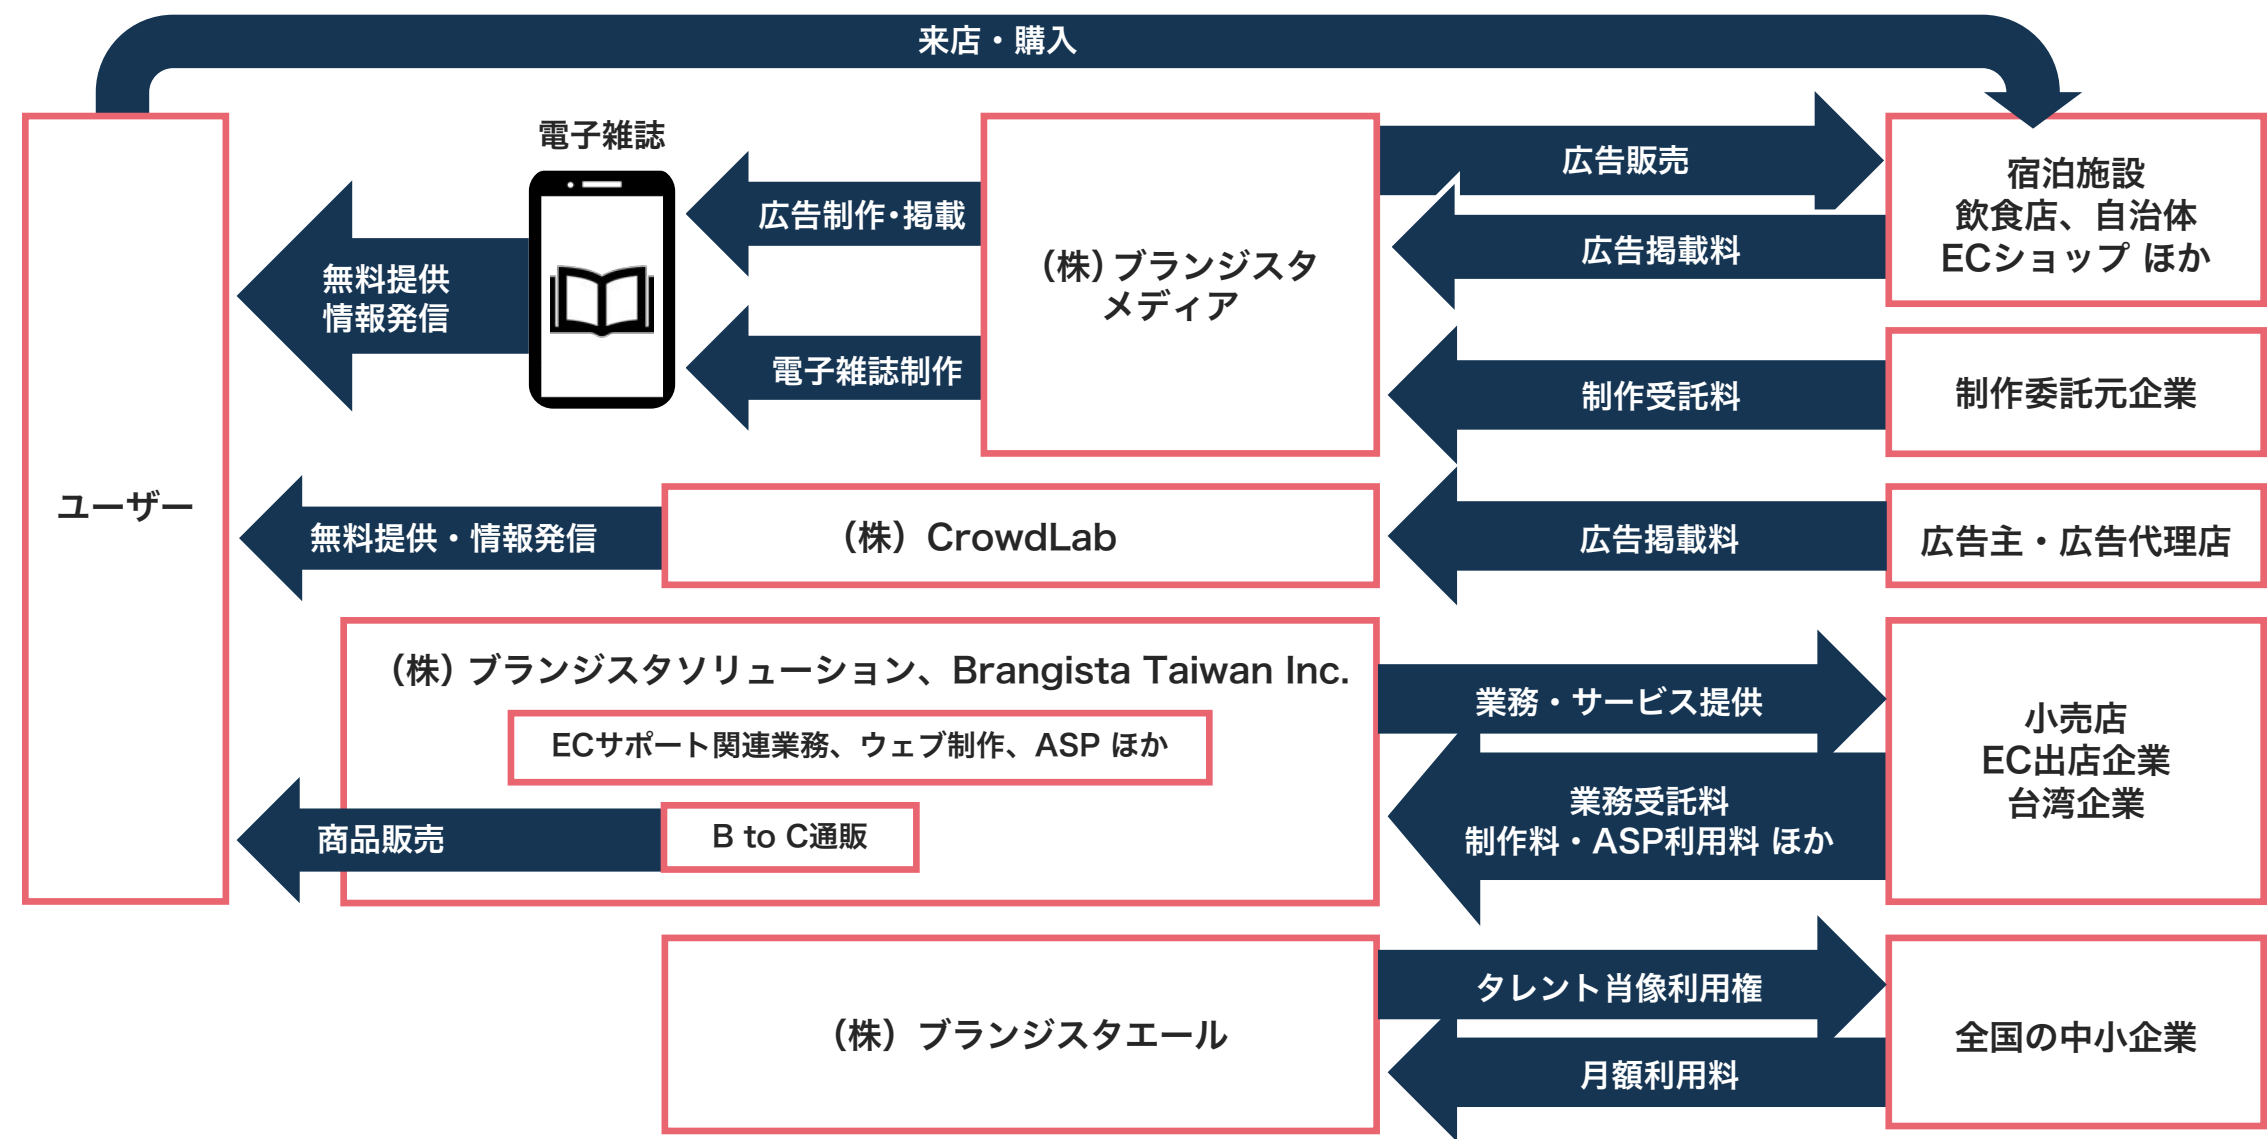 来店・購入
ユーザー
電子雑誌
無料提供
情報発信
広告制作・掲載
電子雑誌制作
（株）ブランジスタ
メディア
広告販売
広告掲載料
宿泊施設
飲食店、自治体
ECショップ ほか
制作受託料
制作委託元企業
無料提供・情報発信
（株）CrowdLab
広告掲載料
広告主・広告代理店
（株）ブランジスタソリューション、Brangista Taiwan Inc.
ECサポート関連業務、ウェブ制作、ASP ほか
商品販売
B to C通販
業務・サービス提供
業務受託料
制作料・ASP利用料 ほか
小売店
EC出店企業
台湾企業
（株）ブランジスタエール
タレント肖像利用権
月額利用料
全国の中小企業